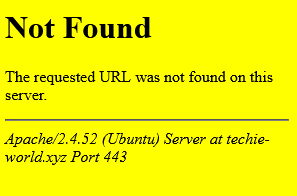 Not Found
The requested URL was not found on this
server.
Apache/2.4.52 (Ubuntu) Server at techie-
world.xyz Port 443